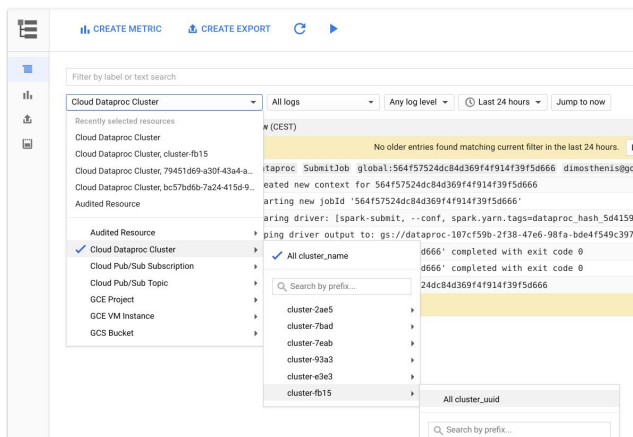 CREATE METRIC CREATE EXPORT
Filter by label or text search
Cloud Dataproc Cluster All logs Any log level Last 24 hours Jump to now
Recently selected resources
w (CEST)
Cloud Dataproc Cluster
No older entries found matching current filter in the last 24 hours.
Cloud Dataproc Cluster, cluster-fb15
Cloud Dataproc Cluster, 79451d69-a30f-43a4-a...
taproc SubmitJob global:564f57524dc84d369f4f914f39f5d666 dimosthenis@go
Cloud Dataproc Cluster, bc57bd6b-7a24-415d-9...
eated new context for 564f57524dc84d369f4f914f39f5d666
Audited Resource
arting new jobId '564f57524dc84d369f4f914f39f5d666'
aring driver: [spark-submit, --conf, spark.yarn.tags=dataproc_hash_5d4159
Audited Resource
ping driver output to: gs://dataproc-107cf59b-2f38-47e6-98fa-bde4f549c397
Cloud Dataproc Cluster
All cluster_name
d666' completed with exit code 0
Cloud Pub/Sub Subscription
d666' completed with exit code 0
Cloud Pub/Sub Topic
Search by prefix...
24dc84d369f4f914f39f5d666
GCE Project
GCE VM Instance
cluster-2ae5
GCS Bucket
cluster-7bad
cluster-7eab
cluster-93a3
cluster-e3e3
cluster-fb15
All cluster_uuid
Search by prefix...